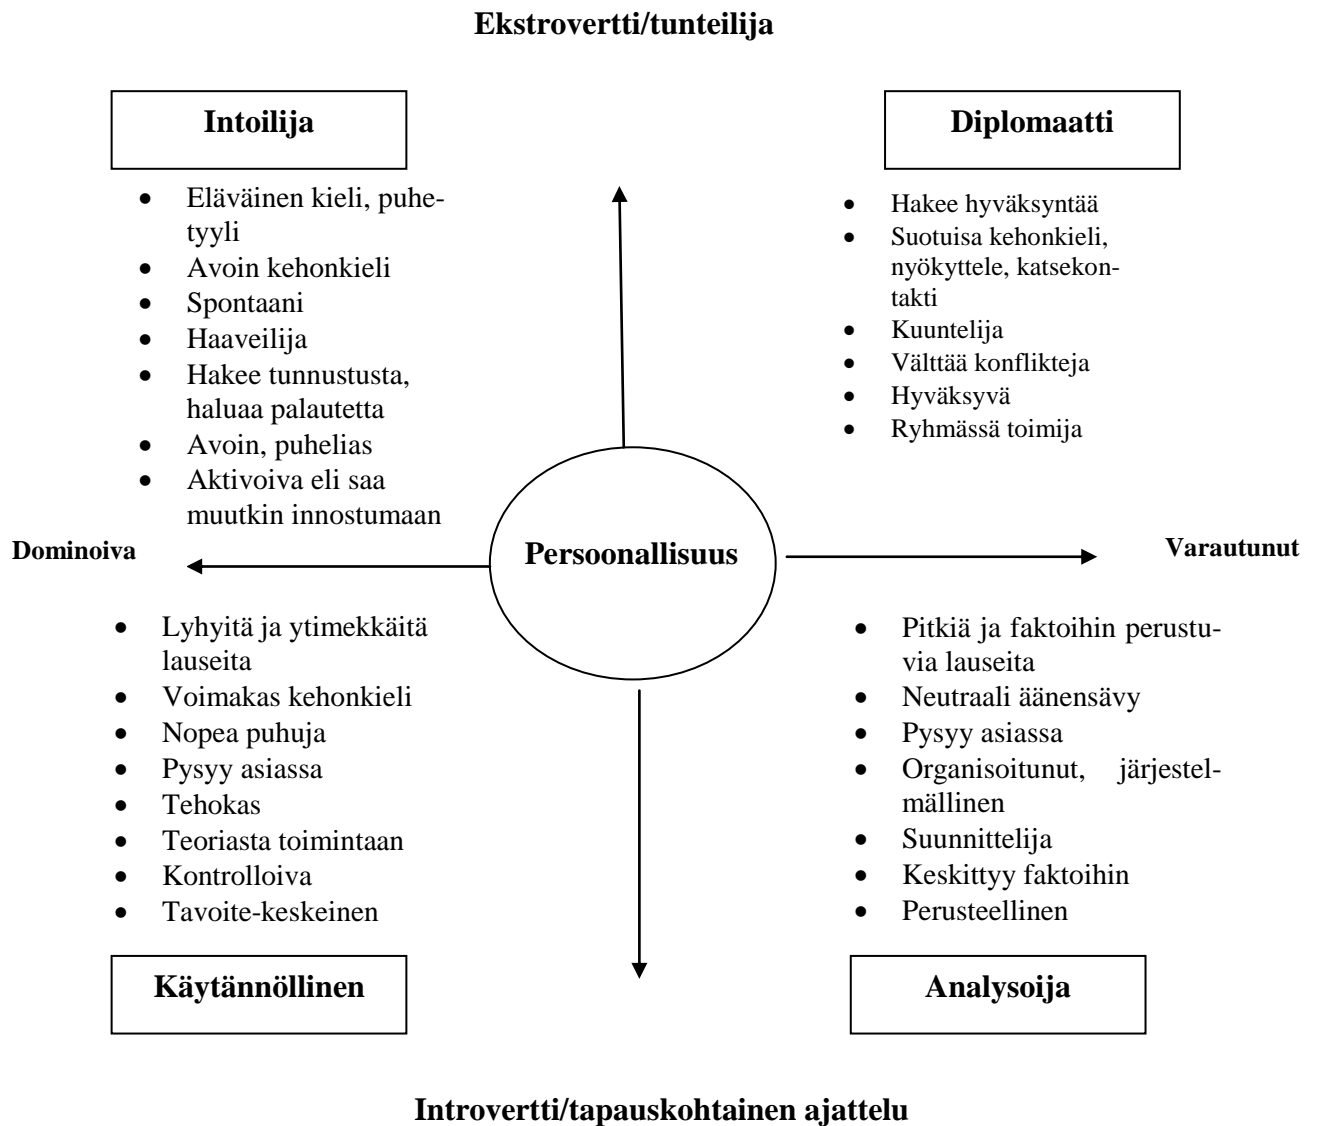 Ekstrovertti/tunteilija
Intoilija
• Eläväinen kieli, puhe-
tyyli
• Avoin kehonkieli
• Spontaani
• Haaveilija
• Hakee tunnustusta,
haluaa palautetta
• Avoin, puhelias
• Aktivoiva eli saa
muutkin innostumaan
Diplomaatti
• Hakee hyväksyntää
• Suotuisa kehonkieli,
nyökyttele, katsekon-
takti
• Kuuntelija
• Välttää konflikteja
• Hyväksyvä
• Ryhmässä toimija
Dominoiva
Persoonallisuus
Varautunut
• Lyhyitä ja ytimekkäitä
lauseita
• Voimakas kehonkieli
• Nopea puhuja
• Pysyy asiassa
• Tehokas
• Teoriasta toimintaan
• Kontrolloiva
• Tavoite-keskeinen
Käytännöllinen
• Pitkiä ja faktoihin perustu-
via lauseita
• Neutraali äänensävy
• Pysyy asiassa
• Organisoitunut, järjestel-
mällinen
• Suunnittelija
• Keskittyy faktoihin
• Perusteellinen
Analysoija
Introvertti/tapauskohtainen ajattelu